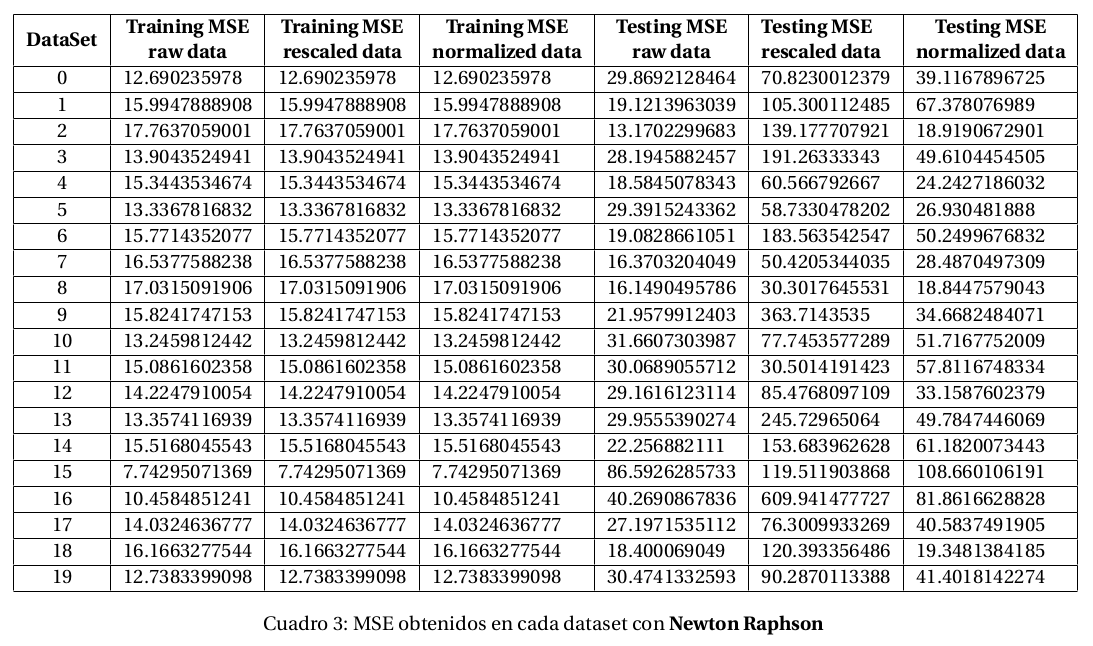 DataSet Training MSE raw data Training MSE rescaled data Training MSE normalized data Testing MSE raw data Testing MSE rescaled data Testing MSE normalized data
0 12.690235978 12.690235978 12.690235978 29.8692128464 70.8230012379 39.1167896725
1 15.9947888908 15.9947888908 15.9947888908 19.1213963039 105.300112485 67.378076989
2 17.7637059001 17.7637059001 17.7637059001 13.1702299683 139.177707921 18.9190672901
3 13.9043524941 13.9043524941 13.9043524941 28.1945882457 191.26333343 49.6104454505
4 15.3443534674 15.3443534674 15.3443534674 18.5845078343 60.566792667 24.2427186032
5 13.3367816832 13.3367816832 13.3367816832 29.3915243362 58.7330478202 26.930481888
6 15.7714352077 15.7714352077 15.7714352077 19.0828661051 183.563542547 50.2499676832
7 16.5377588238 16.5377588238 16.5377588238 16.3703204049 50.4205344035 28.4870497309
8 17.0315091906 17.0315091906 17.0315091906 16.1490495786 30.3017645531 18.8447579043
9 15.8241747153 15.8241747153 15.8241747153 21.9579912403 363.7143535 34.6682484071
10 13.2459812442 13.2459812442 13.2459812442 31.6607303987 77.7453577289 51.7167752009
11 15.0861602358 15.0861602358 15.0861602358 30.0689055712 30.5014191423 57.8116748334
12 14.2247910054 14.2247910054 14.2247910054 29.1616123114 85.4768097109 33.1587602379
13 13.3574116939 13.3574116939 13.3574116939 29.9555390274 245.72965064 49.7847446069
14 15.5168045543 15.5168045543 15.5168045543 22.256882111 153.683962628 61.1820073443
15 7.74295071369 7.74295071369 7.74295071369 86.5926285733 119.511903868 108.660106191
16 10.4584851241 10.4584851241 10.4584851241 40.2690867836 609.941477727 81.8616628828
17 14.0324636777 14.0324636777 14.0324636777 27.1971535112 76.3009933269 40.5837491905
18 16.1663277544 16.1663277544 16.1663277544 18.400069049 120.393356486 19.3481384185
19 12.7383399098 12.7383399098 12.7383399098 30.4741332593 90.2870113388 41.4018142274
Cuadro 3: MSE obtenidos en cada dataset con Newton Raphson